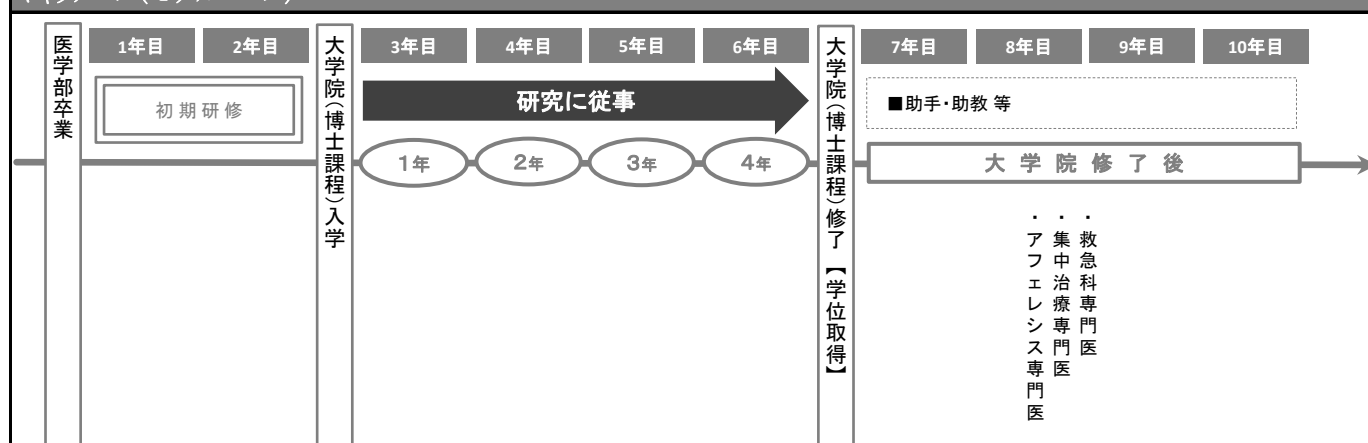 医学部卒業
1年目
2年目
初期研修
大学院(博士課程)入学
3年目
4年目
5年目
6年目
研究に従事
1年
2年
3年
4年
大学院(博士課程)修了【学位取得】
7年目
8年目
9年目
10年目
■助手・助教 等
大学院修了後
・救急科専門医
・集中治療専門医
・アフェレシス専門医